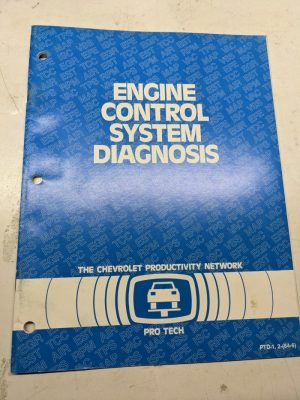 ENGINE
CONTROL
SYSTEM
DIAGNOSIS
THE CHEVROLET PRODUCTIVITY NETWORK
PRO TECH